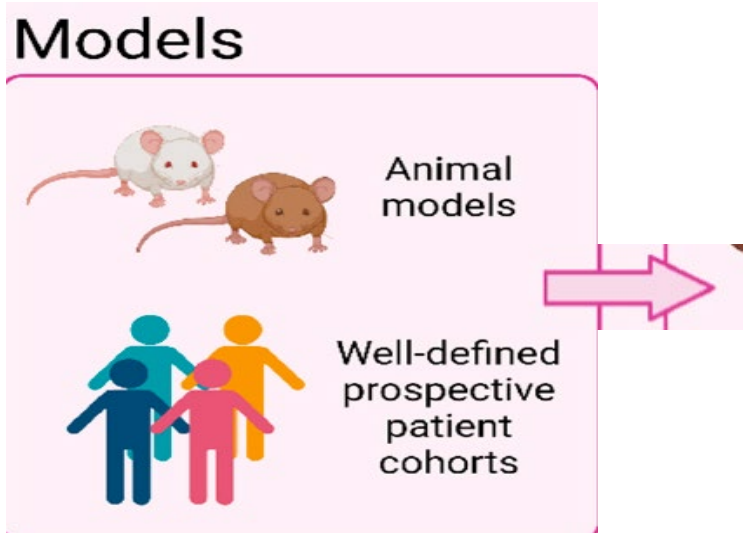 Models
Animal
models
Well-defined
prospective
patient
cohorts